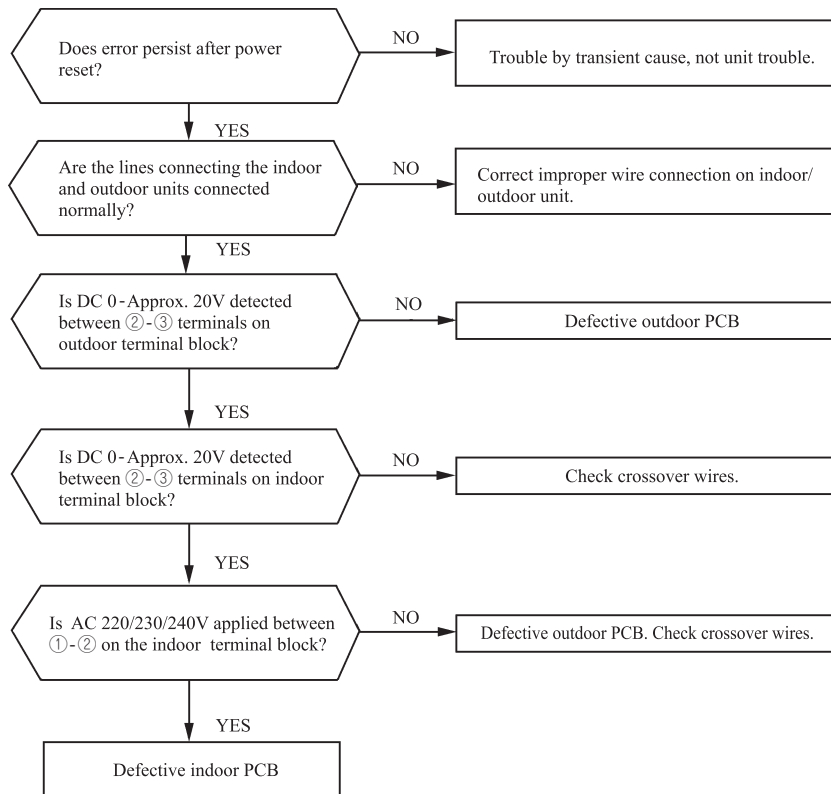 Does error persist after power
reset?
NO
Trouble by transient cause, not unit trouble.
YES
Are the lines connecting the indoor
and outdoor units connected
normally?
NO
Correct improper wire connection on indoor/
outdoor unit.
YES
Is DC 0-Approx. 20V detected
between ②-③ terminals on
outdoor terminal block?
NO
Defective outdoor PCB
YES
Is DC 0-Approx. 20V detected
between ②-③ terminals on indoor
terminal block?
NO
Check crossover wires.
YES
Is AC 220/230/240V applied between
①-② on the indoor terminal block?
NO
Defective outdoor PCB. Check crossover wires.
YES
Defective indoor PCB